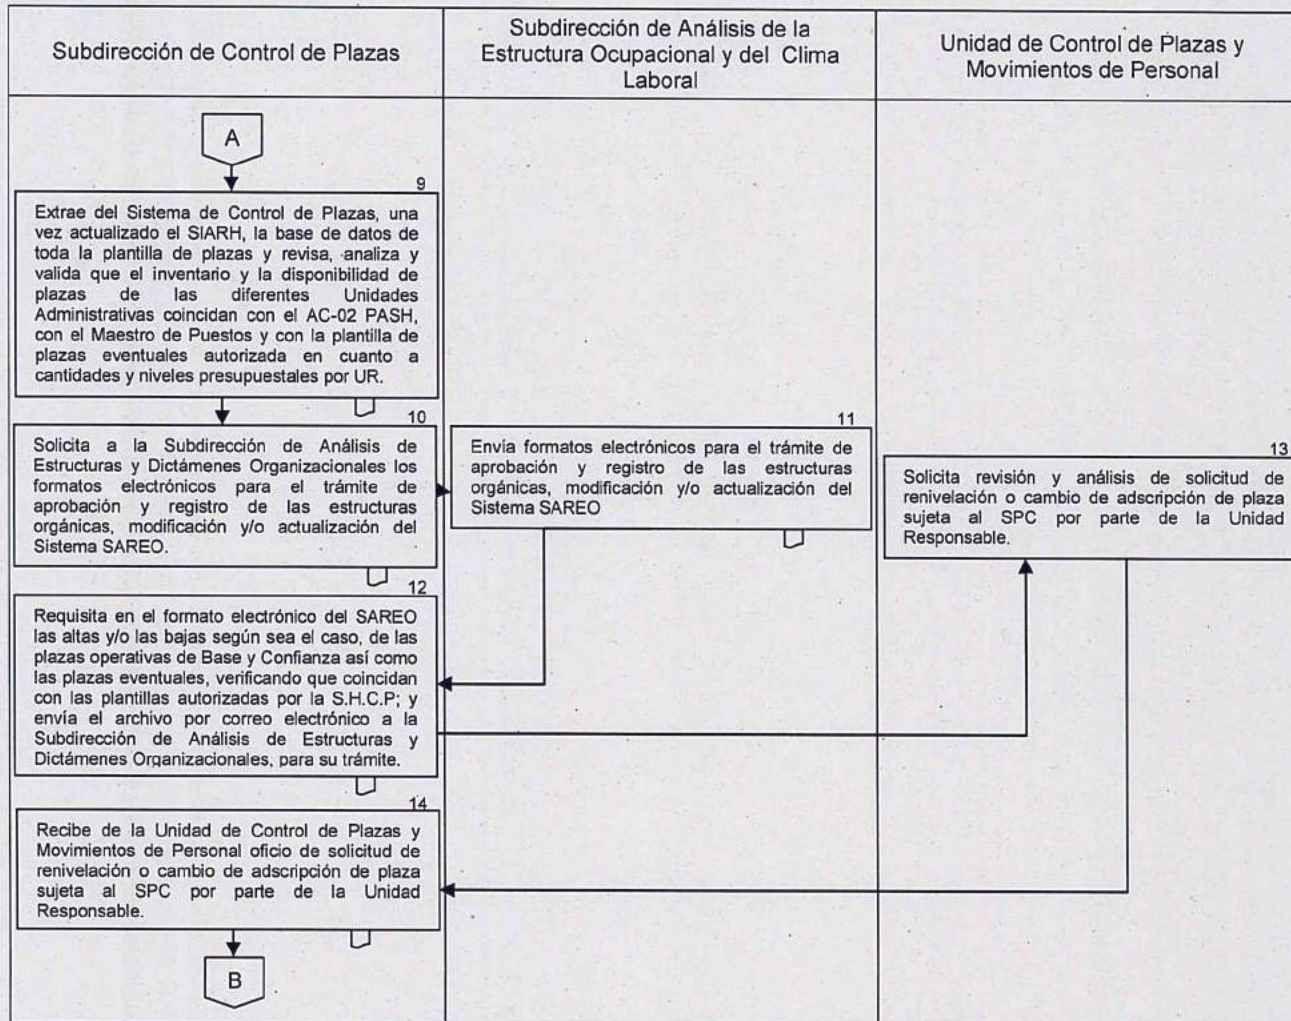 Subdirección de Control de Plazas
Subdirección de Análisis de la
Estructura Ocupacional y del Clima
Laboral
Unidad de Control de Plazas y
Movimientos de Personal
A
9
Extrae del Sistema de Control de Plazas, una
vez actualizado el SIARH, la base de datos de
toda la plantilla de plazas y revisa, analiza y
valida que el inventario y la disponibilidad de
plazas de las diferentes Unidades
Administrativas coincidan con el AC-02 PASH,
con el Maestro de Puestos y con la plantilla de
plazas eventuales autorizada en cuanto a
cantidades y niveles presupuestales por UR.
10
Solicita a la Subdirección de Análisis de
Estructuras y Dictámenes Organizacionales los
formatos electrónicos para el trámite de
aprobación y registro de las estructuras
orgánicas, modificación y/o actualización del
Sistema SAREO.
11
Envía formatos electrónicos para el trámite de
aprobación y registro de las estructuras
orgánicas, modificación y/o actualización del
Sistema SAREO
12
Requisita en el formato electrónico del SAREO
las altas y/o las bajas según sea el caso, de las
plazas operativas de Base y Confianza así como
las plazas eventuales, verificando que coincidan
con las plantillas autorizadas por la S.H.C.P; y
envía el archivo por correo electrónico a la
Subdirección de Análisis de Estructuras y
Dictámenes Organizacionales, para su trámite.
13
Solicita revisión y análisis de solicitud de
renivelación o cambio de adscripción de plaza
sujeta al SPC por parte de la Unidad
Responsable.
14
Recibe de la Unidad de Control de Plazas y
Movimientos de Personal oficio de solicitud de
renivelación o cambio de adscripción de plaza
sujeta al SPC por parte de la Unidad
Responsable.
B